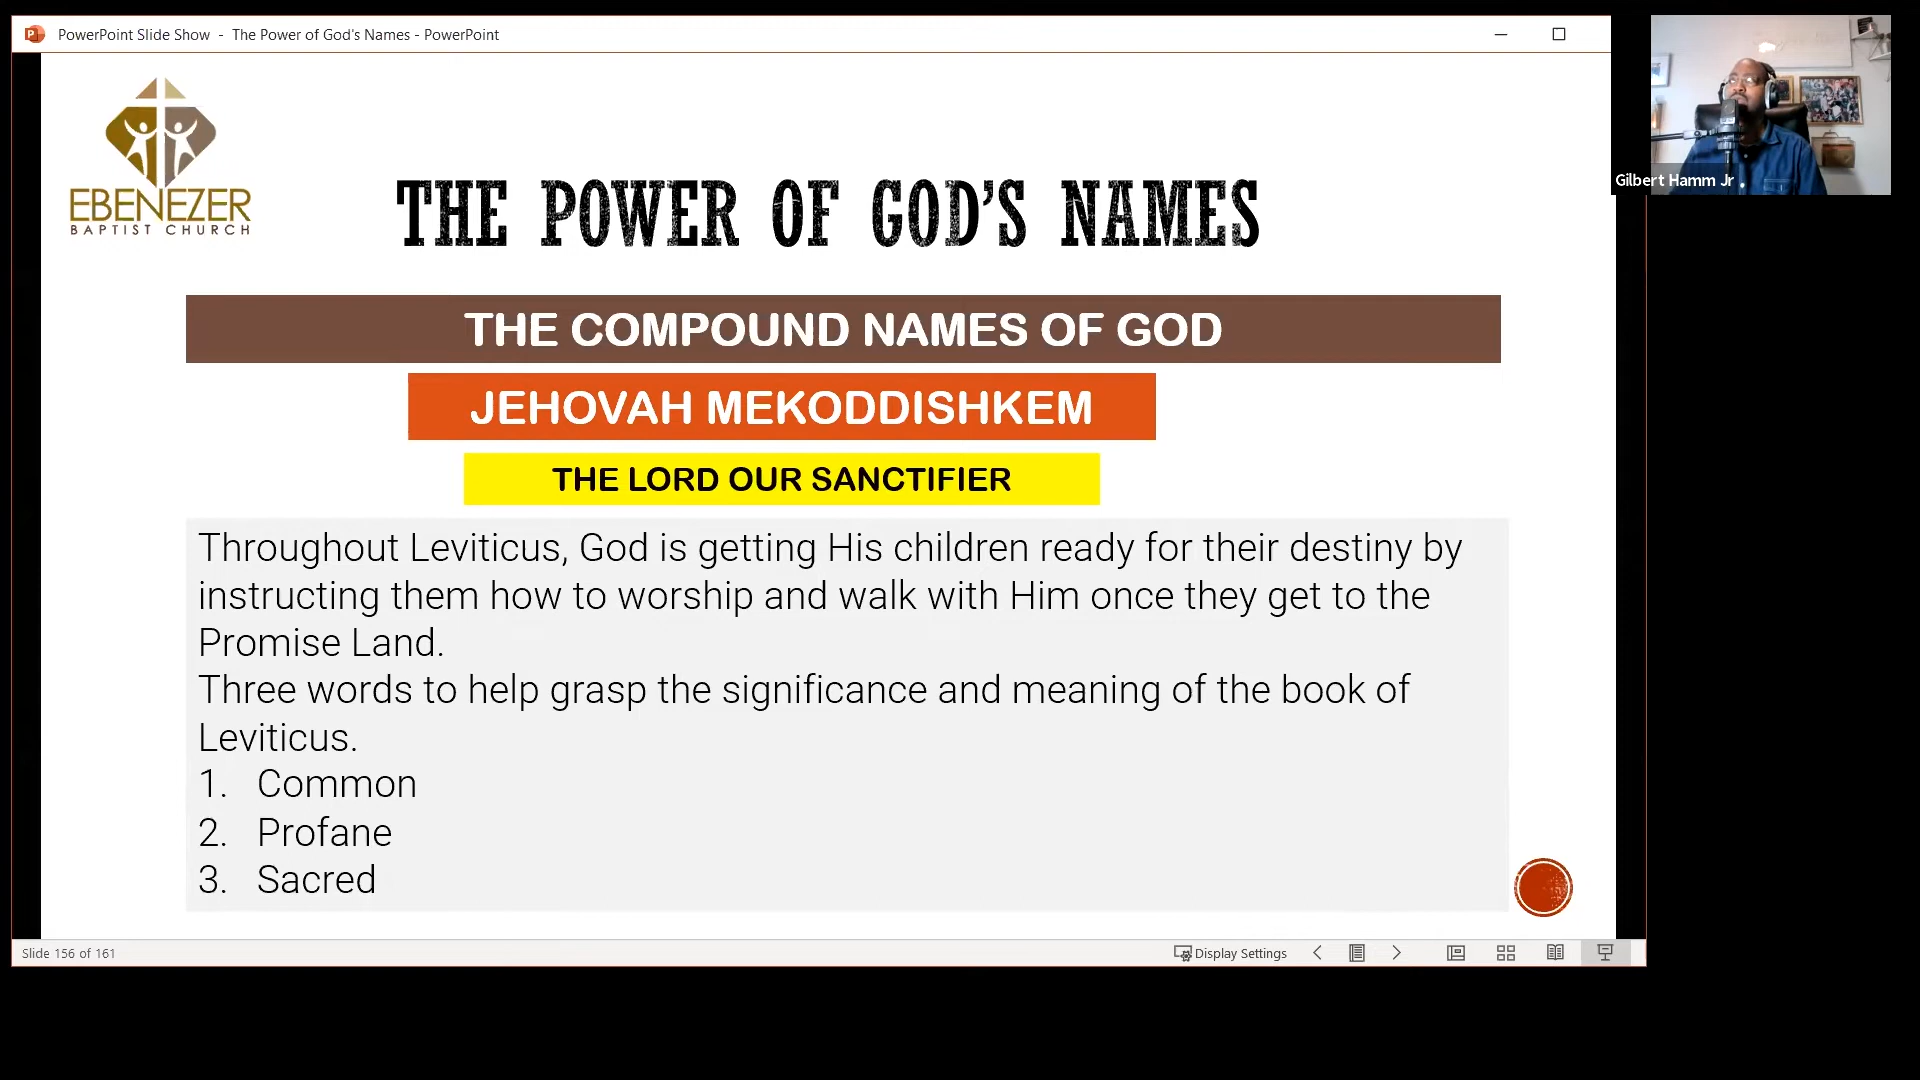 PowerPoint Slide Show - The Power of God's Names - PowerPoint
Gilbert Hamm Jr
EBENEZER
BAPTIST CHURCH
THE POWER OF GOD'S NAMES
THE COMPOUND NAMES OF GOD
JEHOVAH MEKODDISHKEM
THE LORD OUR SANCTIFIER
Throughout Leviticus, God is getting His children ready for their destiny by
instructing them how to worship and walk with Him once they get to the
Promise Land.
Three words to help grasp the significance and meaning of the book of
Leviticus.
1. Common
2. Profane
3. Sacred
Slide 156 of 161
Display Settings